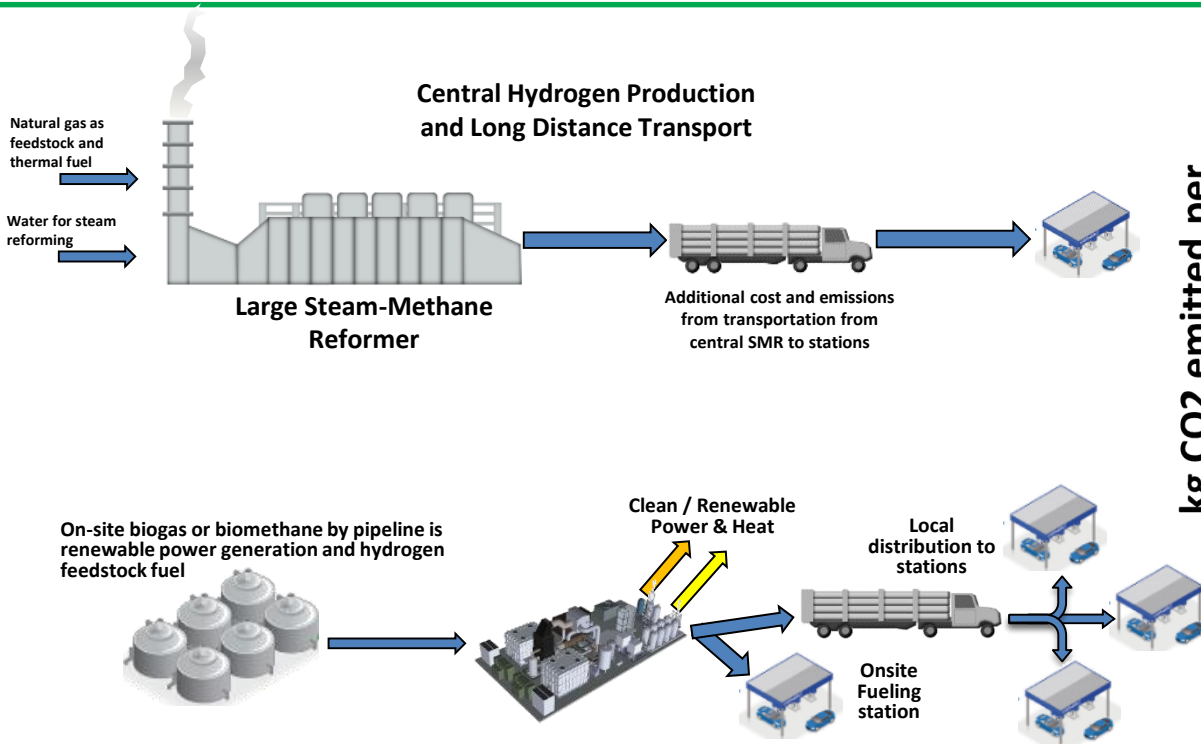 Central Hydrogen Production
and Long Distance Transport
Natural gas as
feedstock and
thermal fuel
Water for steam
reforming
Large Steam-Methane
Reformer
Additional cost and emissions
from transportation from
central SMR to stations
kg CO2 emitted per
On-site biogas or biomethane by pipeline is
renewable power generation and hydrogen
feedstock fuel
Clean / Renewable
Power & Heat
Local
distribution to
stations
Onsite
Fueling
station